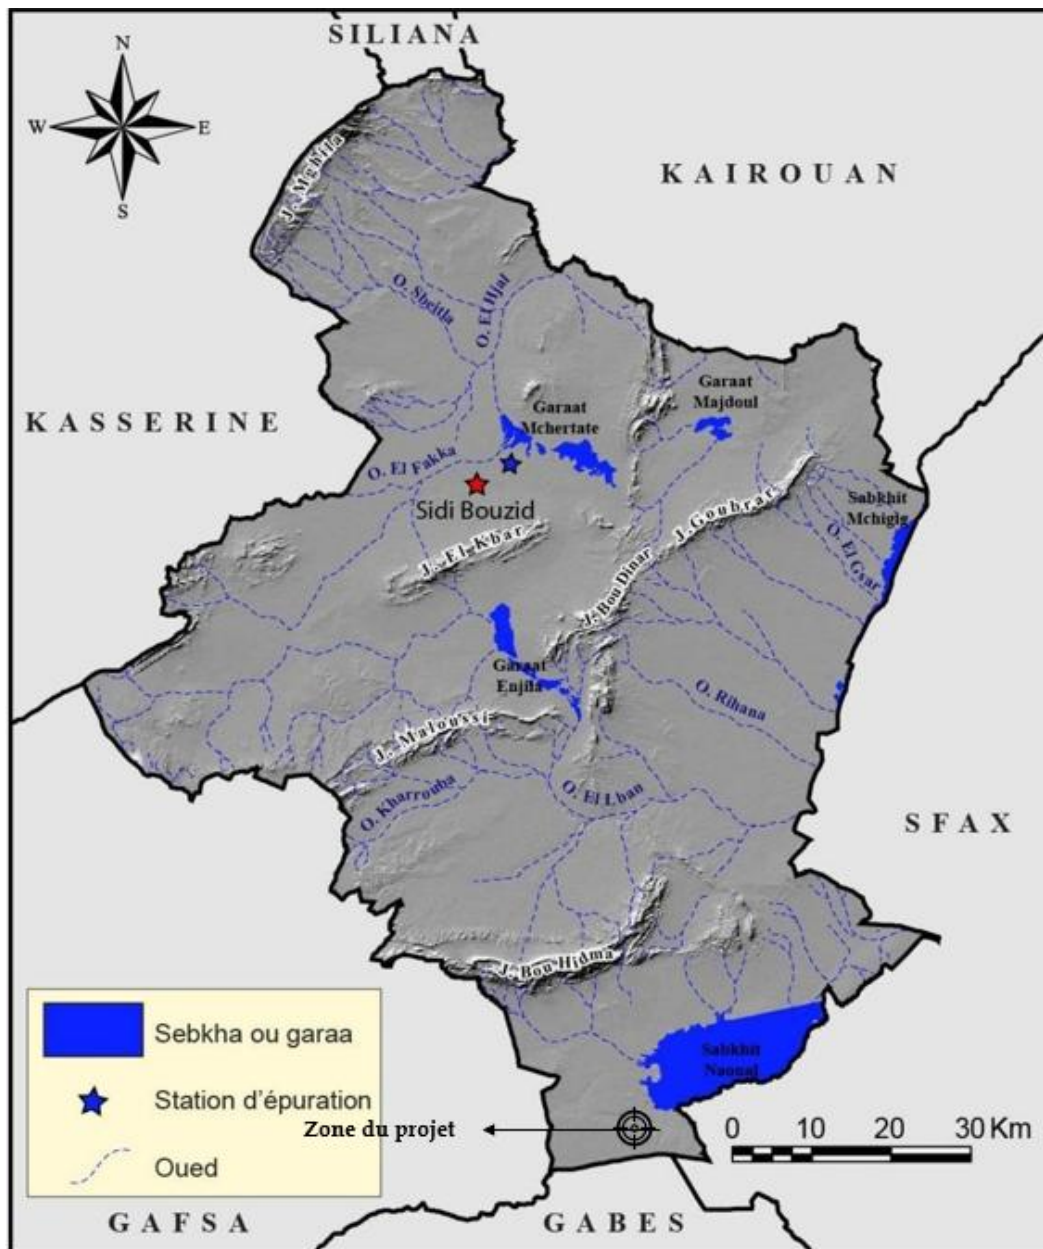 SILIANA
N
W
E
S
KAIROUAN
J. Mghila
O. Sbeitla
O. El Hjal
KASSERINE
Garaat
Mchertate
Garaat
Majdoul
O. El Fakka
Sidi Bouzid
J. El Kbar
J. Goubrar
J. Bou Dinar
Sabkhit
Mchigig
O. El Gsar
Garaat
Enjila
O. Rihana
J. Maloussi
O. Kharrouba
O. El Lban
SFAX
J. Bou Hidma
Sabkhit
Naoual
Sebkha ou garaa
Station d'épuration
Zone du projet
Oued
0 10 20 30 Km
GAFSA
GABES